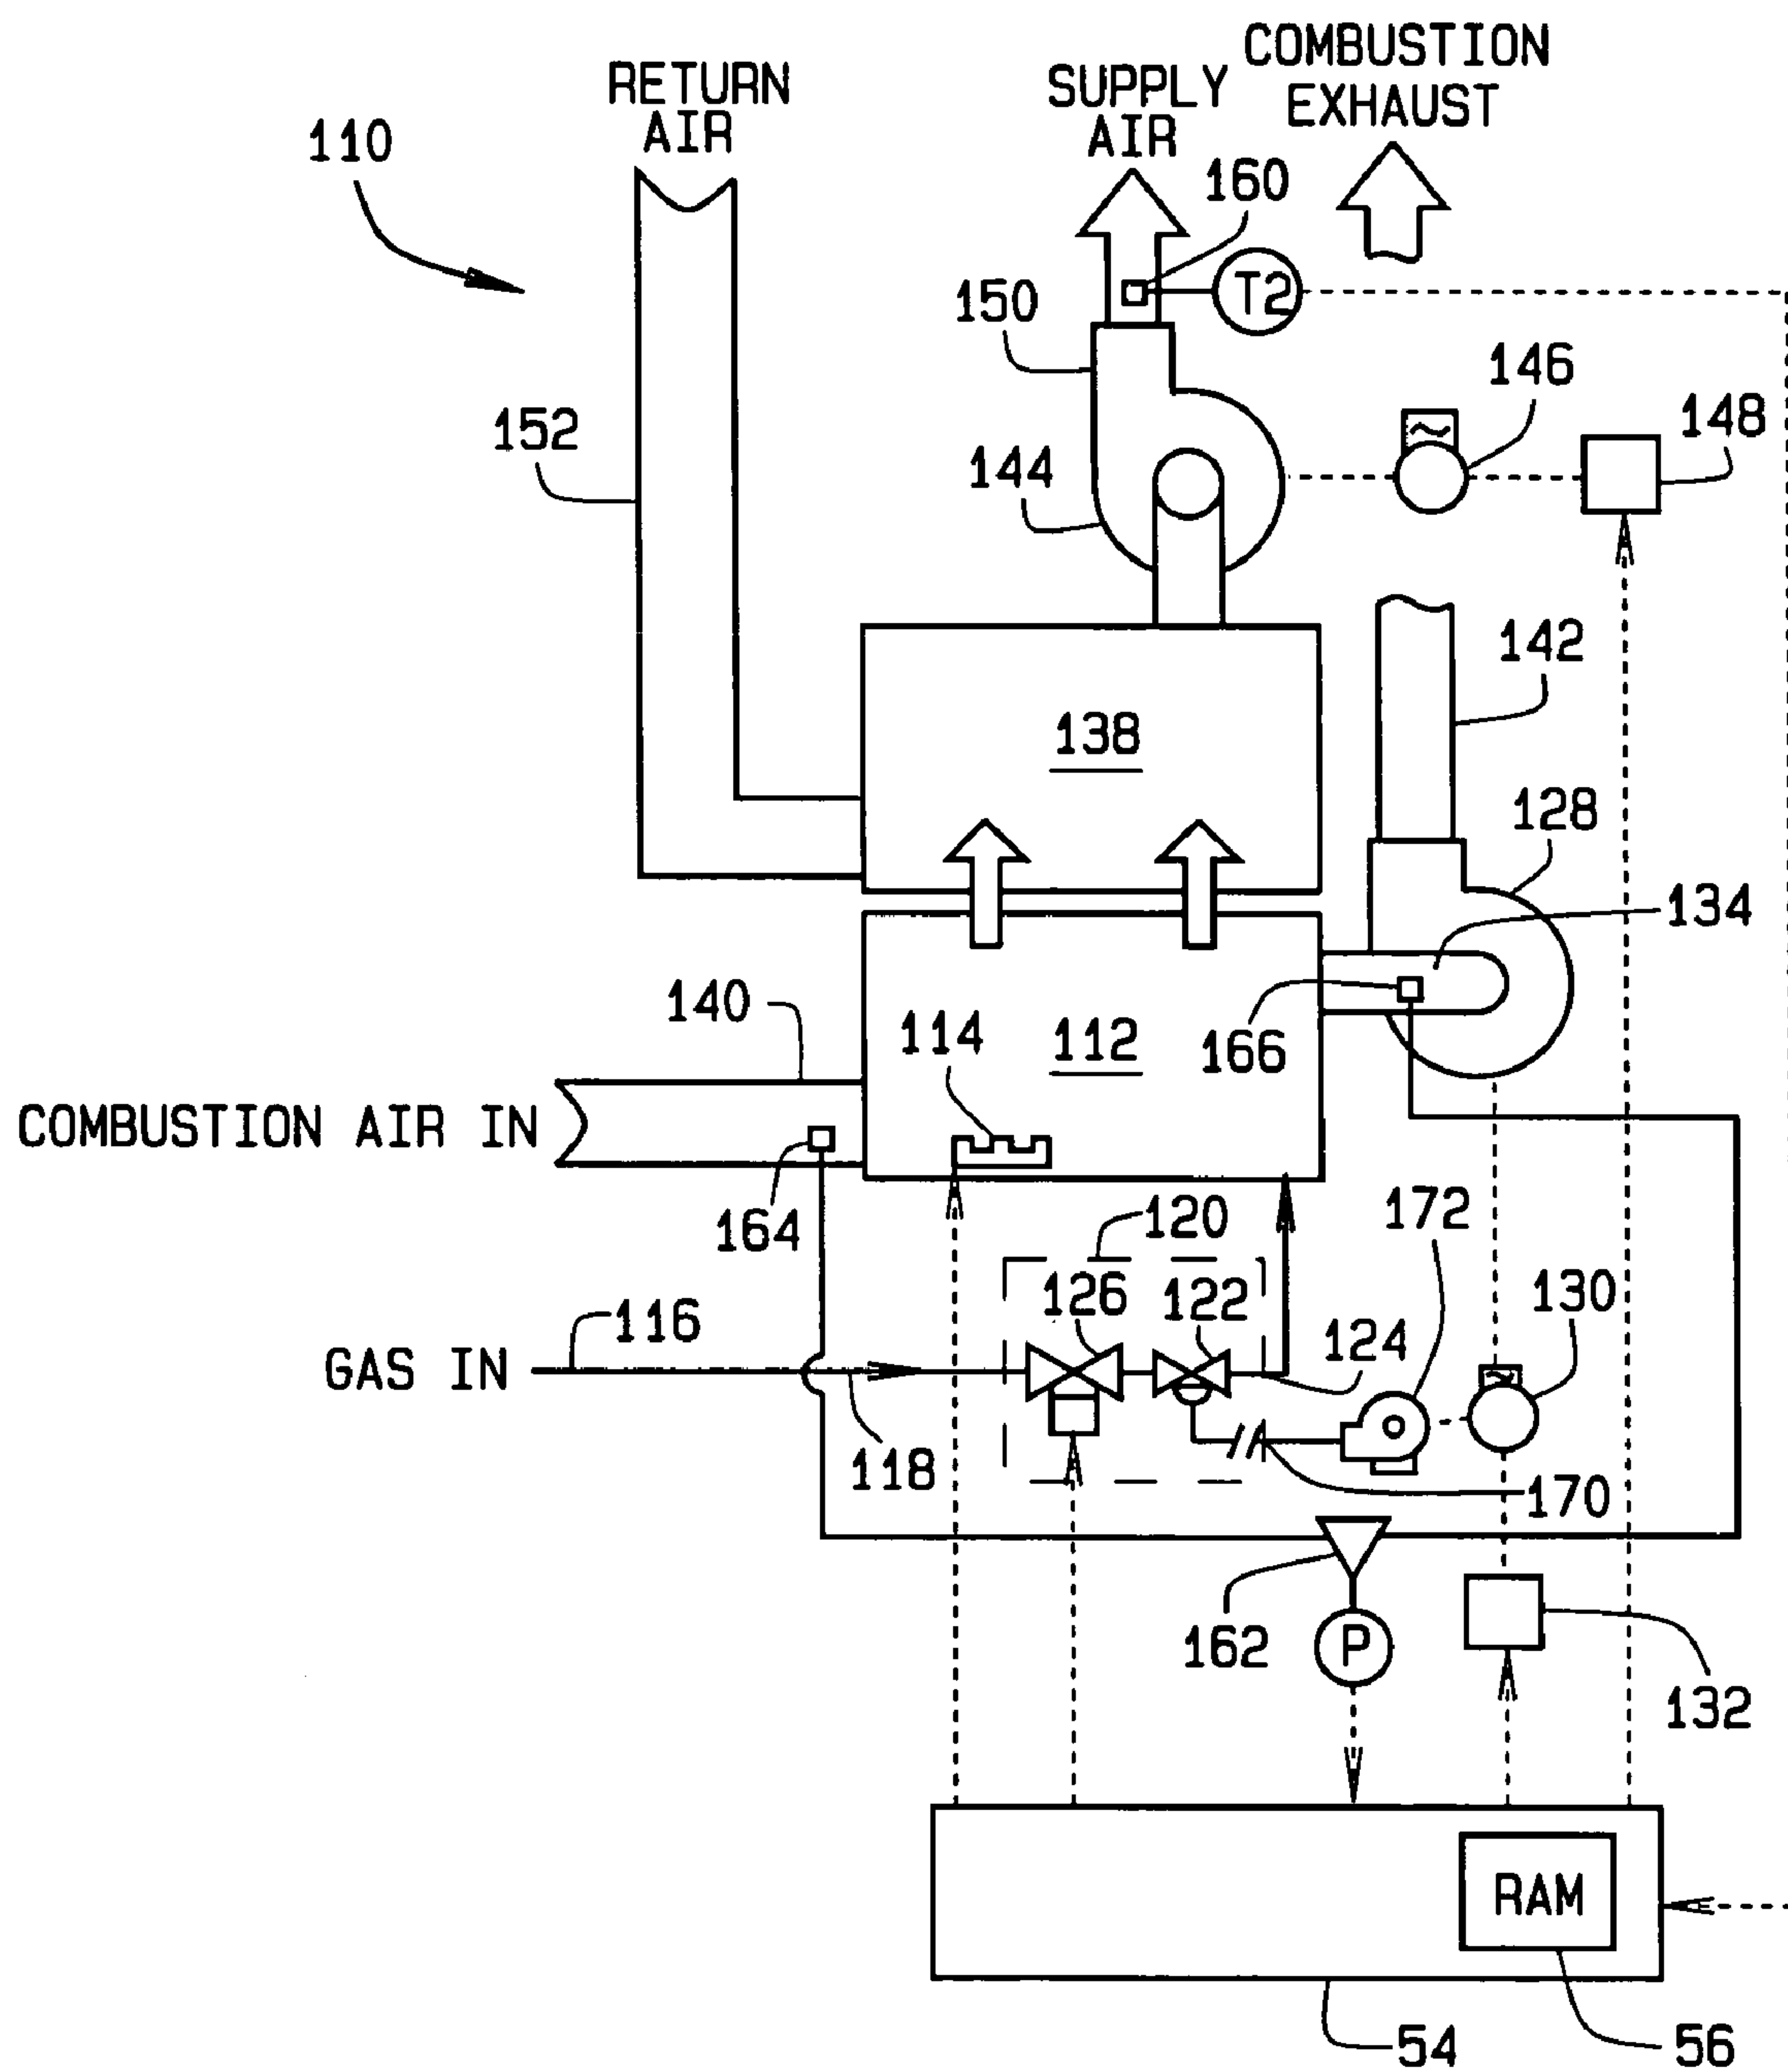 COMBUSTION
EXHAUST
RETURN
AIR
SUPPLY
AIR
110
160
T2
150
146
148
152
144
142
138
128
134
140
114
112
166
COMBUSTION AIR IN
164
120
172
126
122
130
116
124
GAS IN
118
170
162
P
132
RAM
54
56